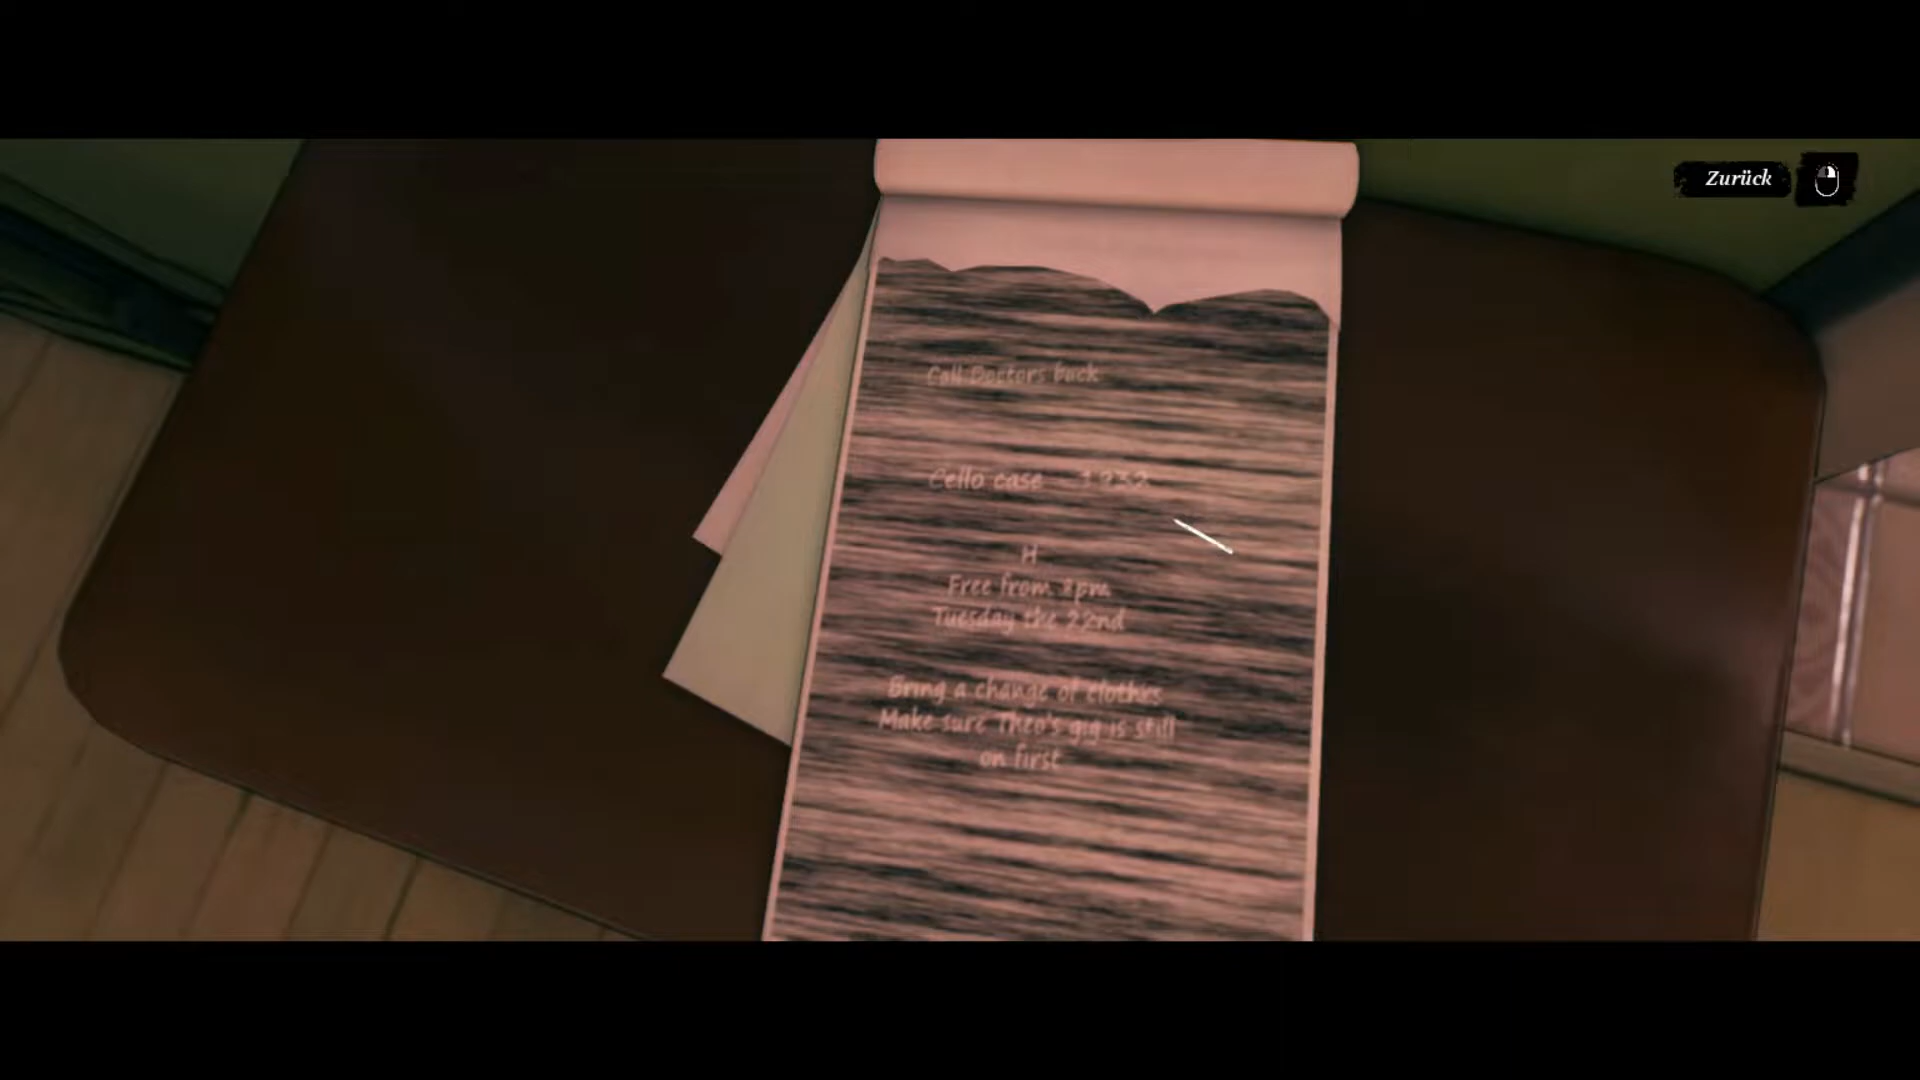 Zurück
Call Doctors back
Cello case - 1932
H
Free from
Tuesday the 22nd
Bring a change of clothes
Make sure Theo's gig is still
on first